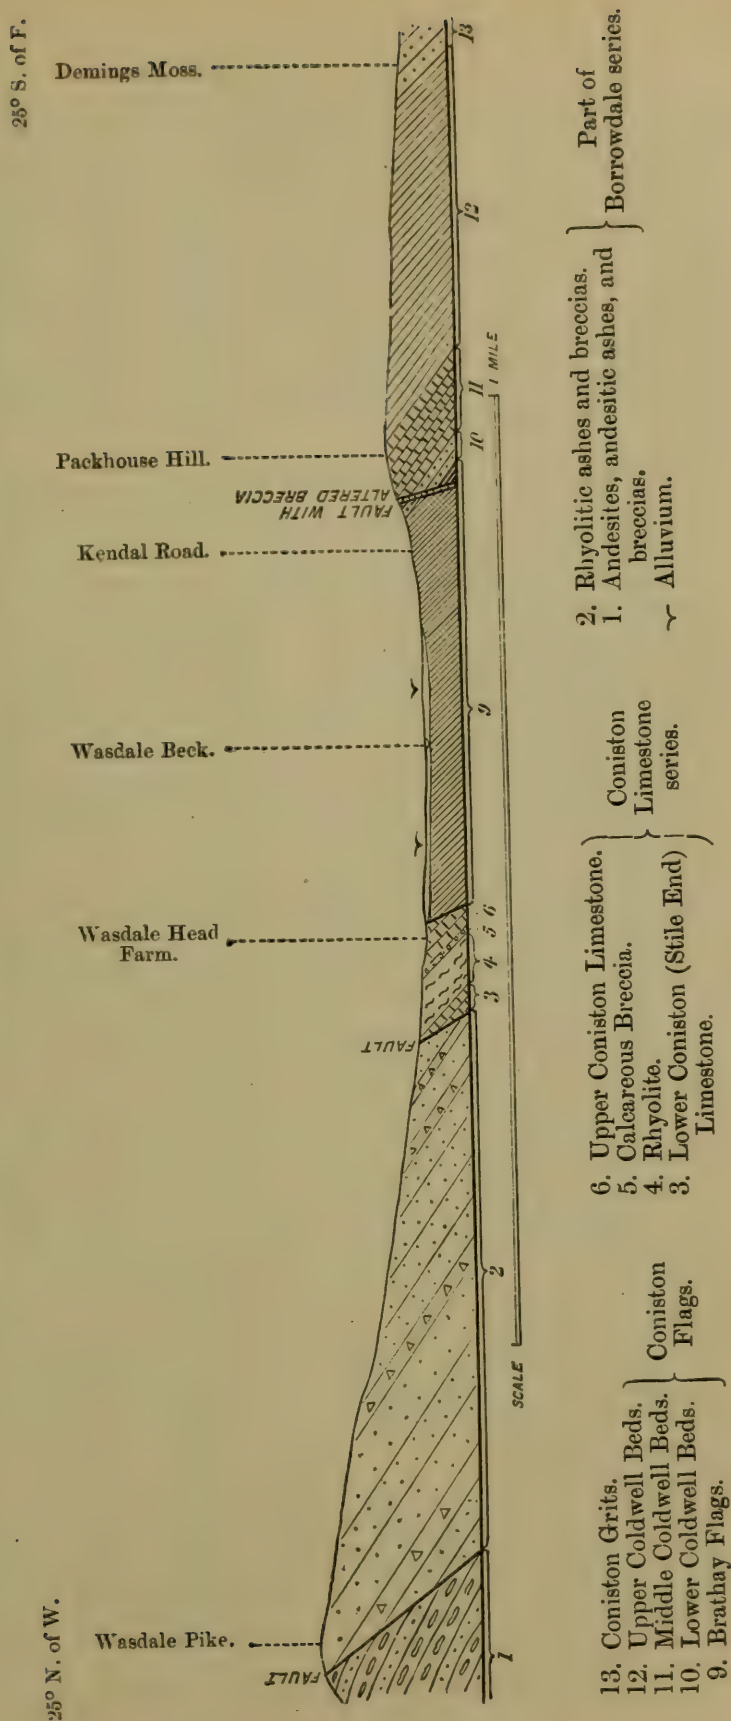 25° N. of W.
25° S. of E.
Wasdale Pike.
Wasdale Head
Farm.
Wasdale Beck.
Kendal Road.
Packhouse Hill.
Demings Moss.
FAULT
FAULT
FAULT WITH
ALTERED BRECCIA
1
2
3
4
5
6
9
10
11
12
13
SCALE
1 MILE
13. Coniston Grits.
12. Upper Coldwell Beds.
11. Middle Coldwell Beds.
10. Lower Coldwell Beds.
9. Brathay Flags.
Coniston
Flags.
6. Upper Coniston Limestone.
5. Calcareous Breccia.
4. Rhyolite.
3. Lower Coniston (Stile End)
Limestone.
Coniston
Limestone
series.
2. Rhyolitic ashes and breccias.
1. Andesites, andesitic ashes, and
breccias.
Alluvium.
Part of
Borrowdale series.